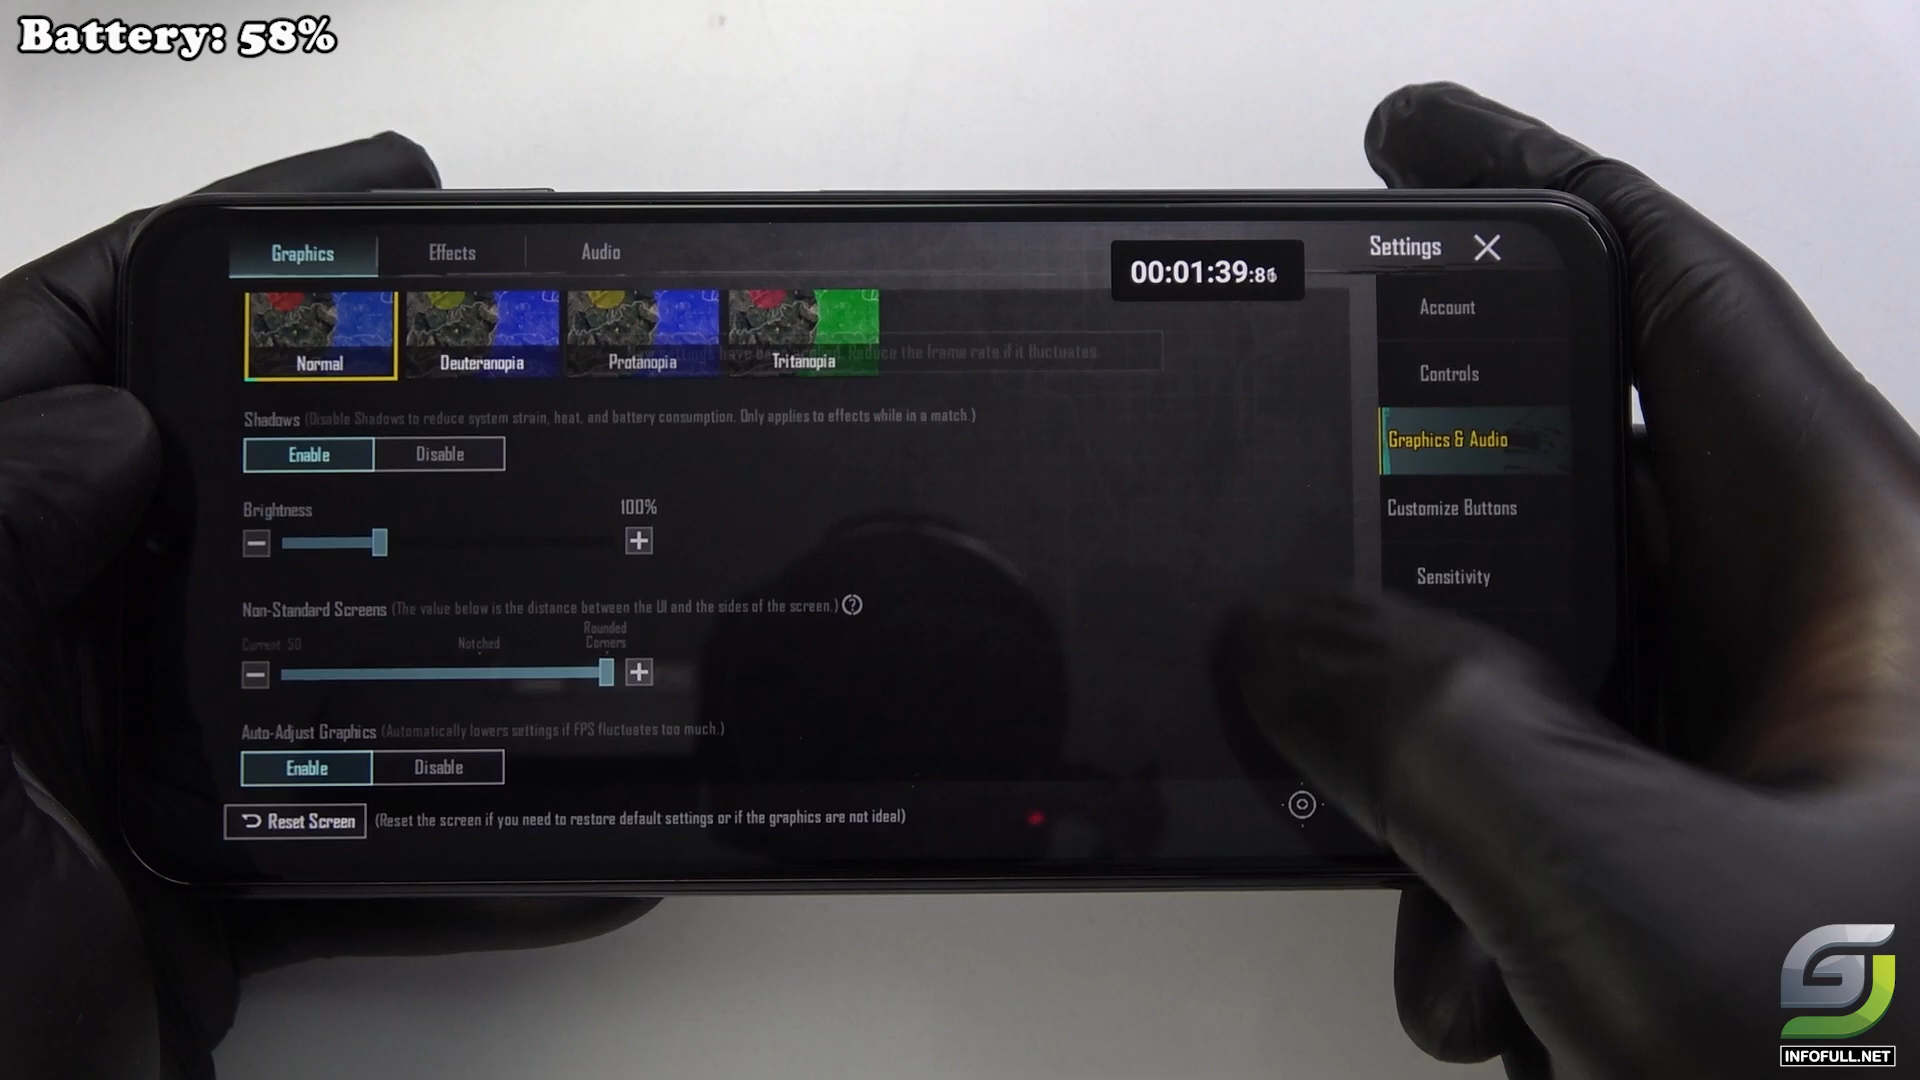 Battery: 58%
Graphics
Effects
Audio
00:01:39:86
Settings
Account
Normal
Deuteranopia
Protanopia
Tritanopia
settings have be Reduce the frame rate if it fluctuates.
Controls
Shadows (Disable Shadows to reduce system strain, heat, and battery consumption. Only applies to effects while in a match.)
Enable
Disable
Graphics & Audio
Brightness
100%
Customize Buttons
Sensitivity
Non-Standard Screens (The value below is the distance between the UI and the sides of the screen.) ?
Current: 50
Notched
Rounded
Corners
Auto-Adjust Graphics (Automatically lowers settings if FPS fluctuates too much.)
Enable
Disable
Reset Screen
(Reset the screen if you need to restore default settings or if the graphics are not ideal)
INFOFULL.NET